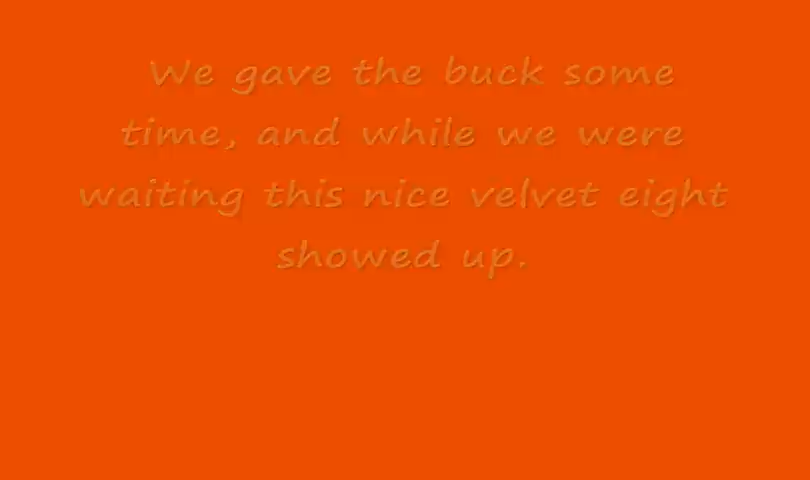 We gave the buck some
time, and while we were
waiting this nice velvet eight
showed up.